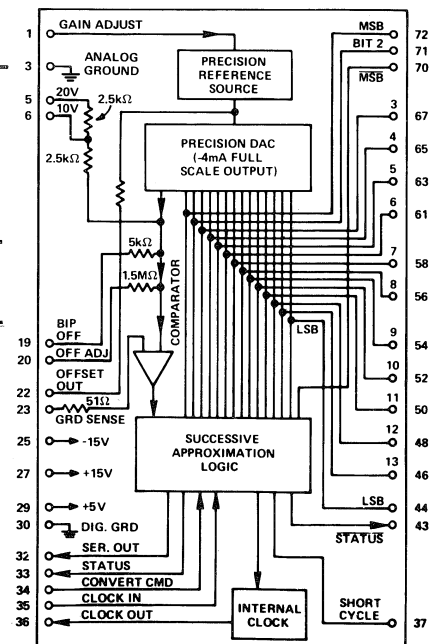 1 GAIN ADJUST
3 ANALOG GROUND
5 20V
6 10V
2.5kΩ
2.5kΩ
PRECISION REFERENCE SOURCE
PRECISION DAC
(-4mA FULL
SCALE OUTPUT)
5kΩ
1.5MΩ
COMPARATOR
LSB
19 BIP OFF
20 OFF ADJ
22 OFFSET OUT
23 51Ω
GRD SENSE
25 -15V
27 +15V
29 +5V
30 DIG. GRD
32 SER. OUT
33 STATUS
34 CONVERT CMD
35 CLOCK IN
36 CLOCK OUT
SUCCESSIVE
APPROXIMATION
LOGIC
INTERNAL
CLOCK
MSB 72
BIT 2 71
M̅S̅B̅ 70
3 67
4 65
5 63
6 61
7 58
8 56
9 54
10 52
11 50
12 48
13 46
LSB 44
S̅T̅A̅T̅U̅S̅ 43
SHORT
CYCLE 37